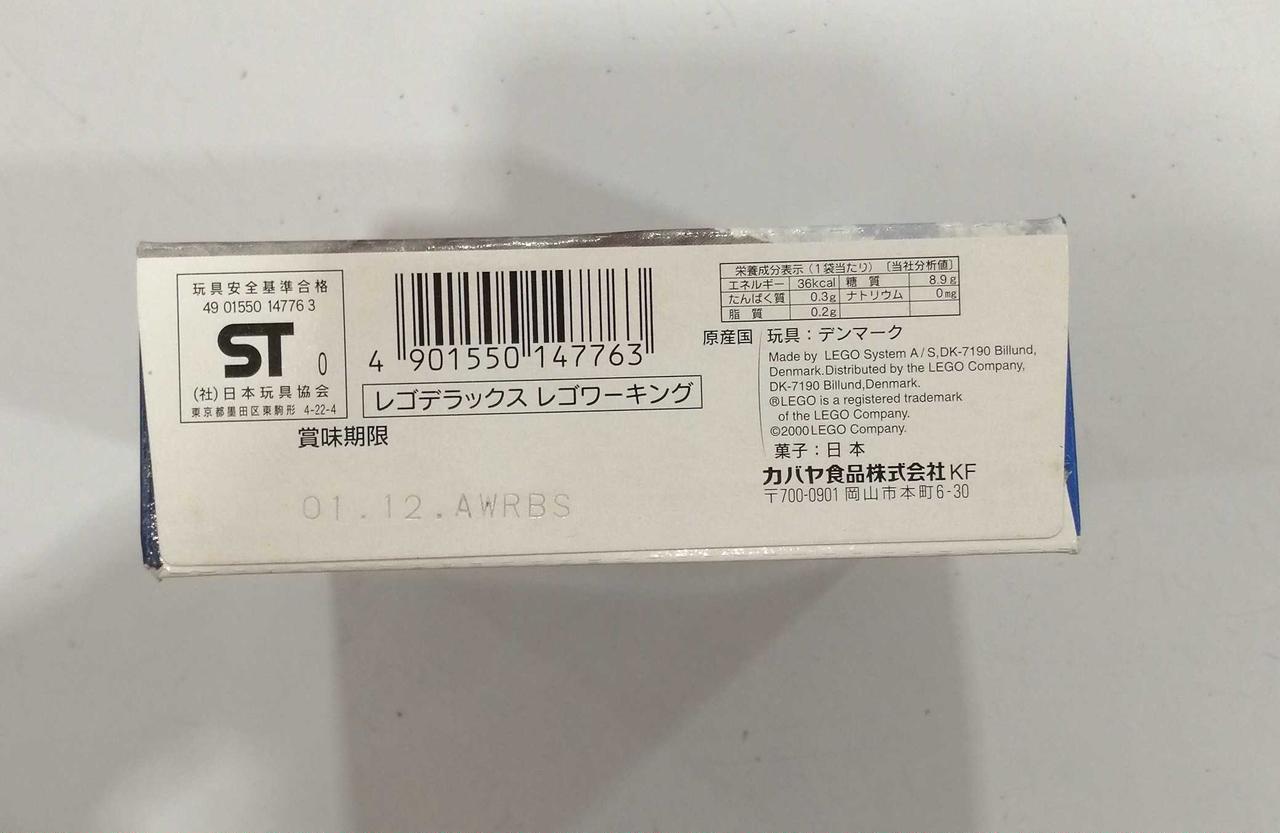 玩具安全基準合格
49 01550 14776 3
ST 0
(社)日本玩具協会
東京都墨田区東駒形 4-22-4
4 901550 147763
レゴデラックス レゴワーキング
賞味期限
01.12.AWRBS
栄養成分表示(1袋当たり)〔当社分析値〕
エネルギー 36kcal 糖 質 8.9g
たんぱく質 0.3g ナトリウム 0mg
脂 質 0.2g
原産国 玩具:デンマーク
Made by LEGO System A/S,DK-7190 Billund,
Denmark.Distributed by the LEGO Company,
DK-7190 Billund,Denmark.
®LEGO is a registered trademark
of the LEGO Company.
©2000 LEGO Company.
菓子:日本
カバヤ食品株式会社 KF
〒700-0901 岡山市本町6-30